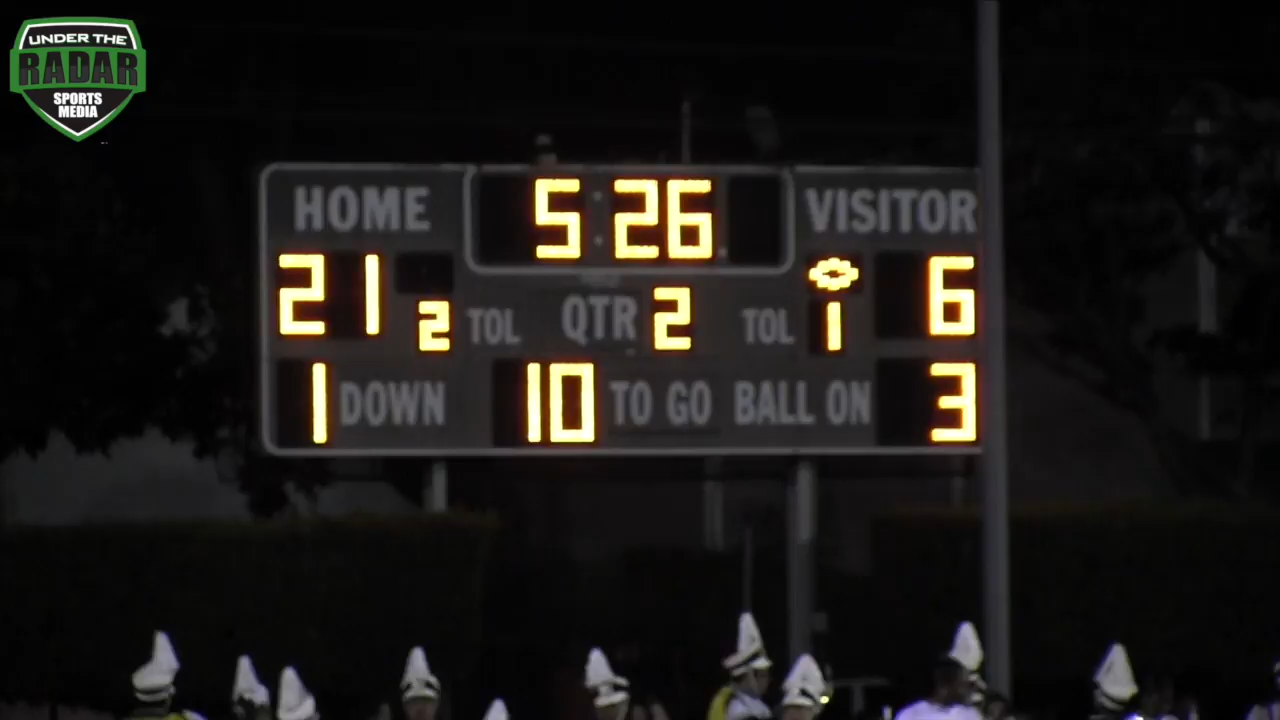 UNDER THE
RADAR
SPORTS
MEDIA
HOME 5:26 VISITOR
21 2 TOL QTR 2 TOL 1 6
1 DOWN 10 TO GO BALL ON 3